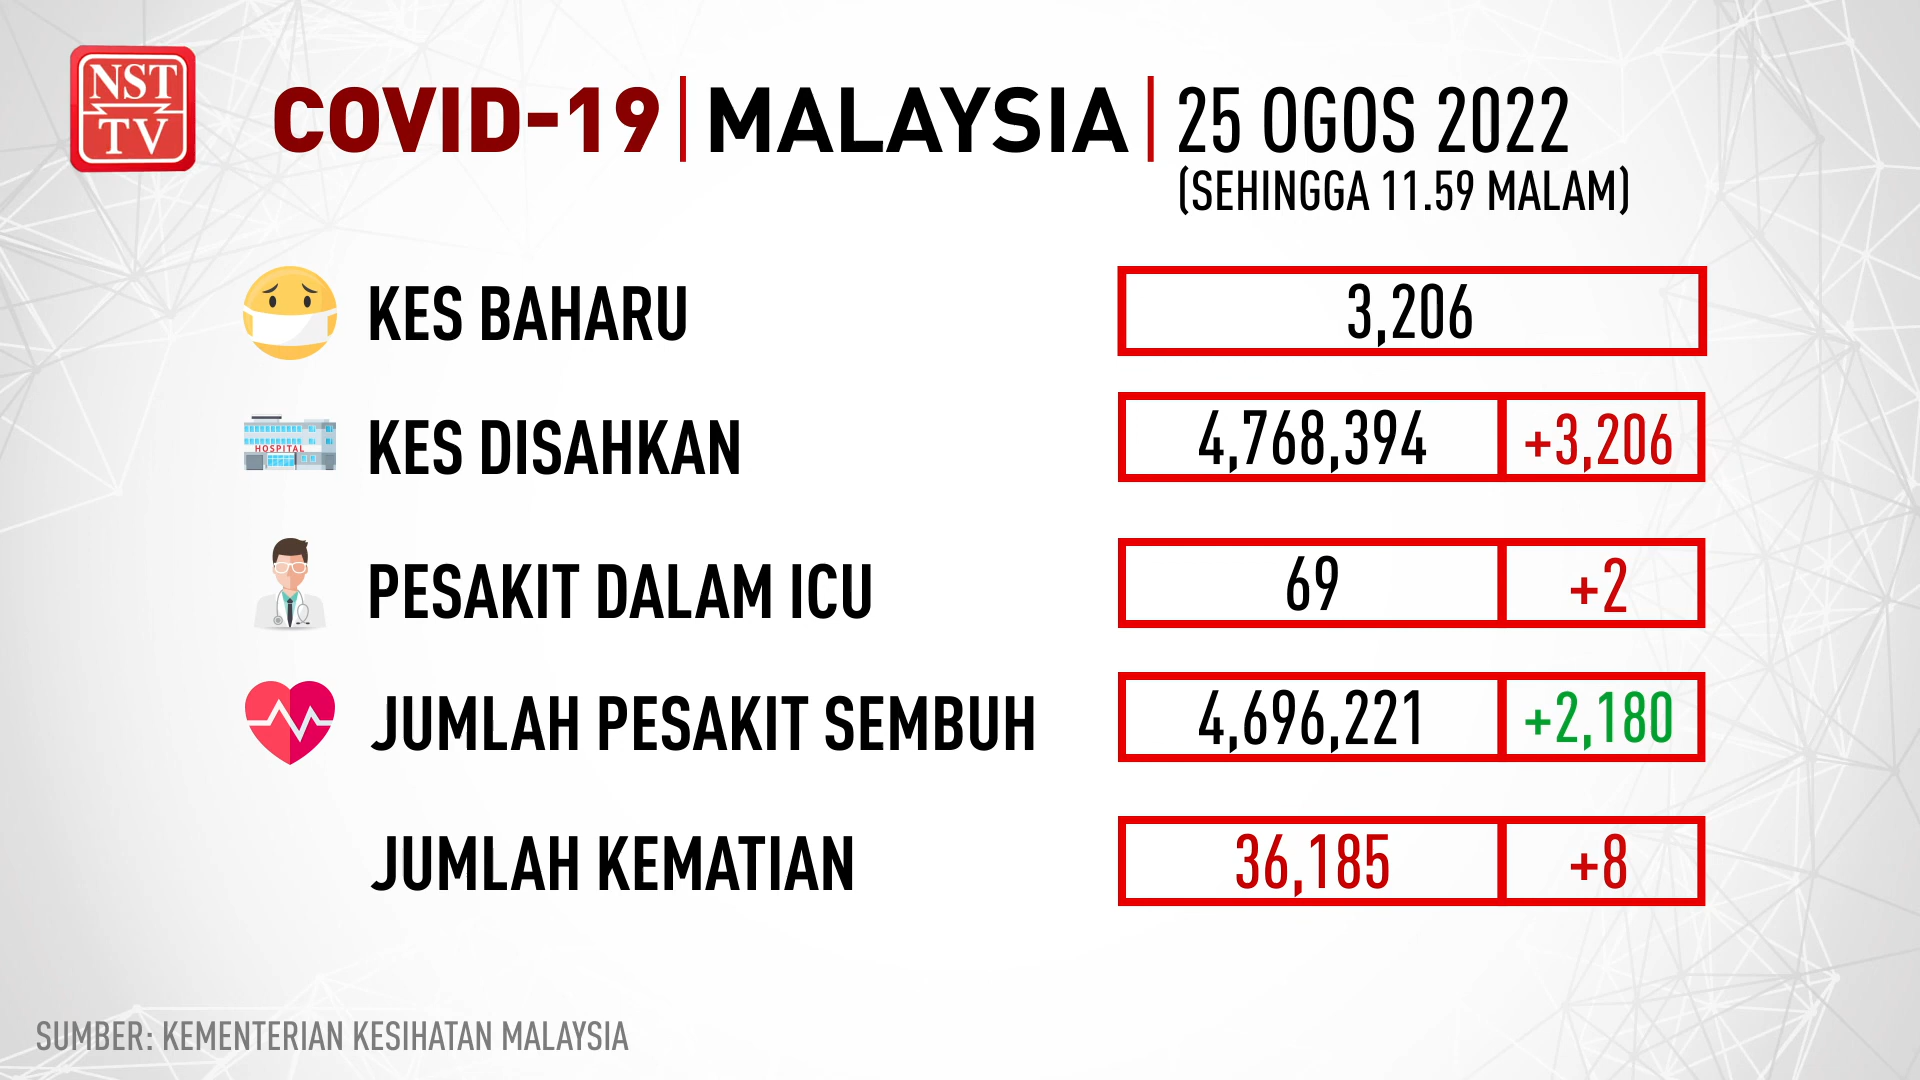 NST
TV
COVID-19 | MALAYSIA | 25 OGOS 2022
(SEHINGGA 11.59 MALAM)
KES BAHARU 3,206
HOSPITAL
KES DISAHKAN 4,768,394 +3,206
PESAKIT DALAM ICU 69 +2
JUMLAH PESAKIT SEMBUH 4,696,221 +2,180
JUMLAH KEMATIAN 36,185 +8
SUMBER: KEMENTERIAN KESIHATAN MALAYSIA